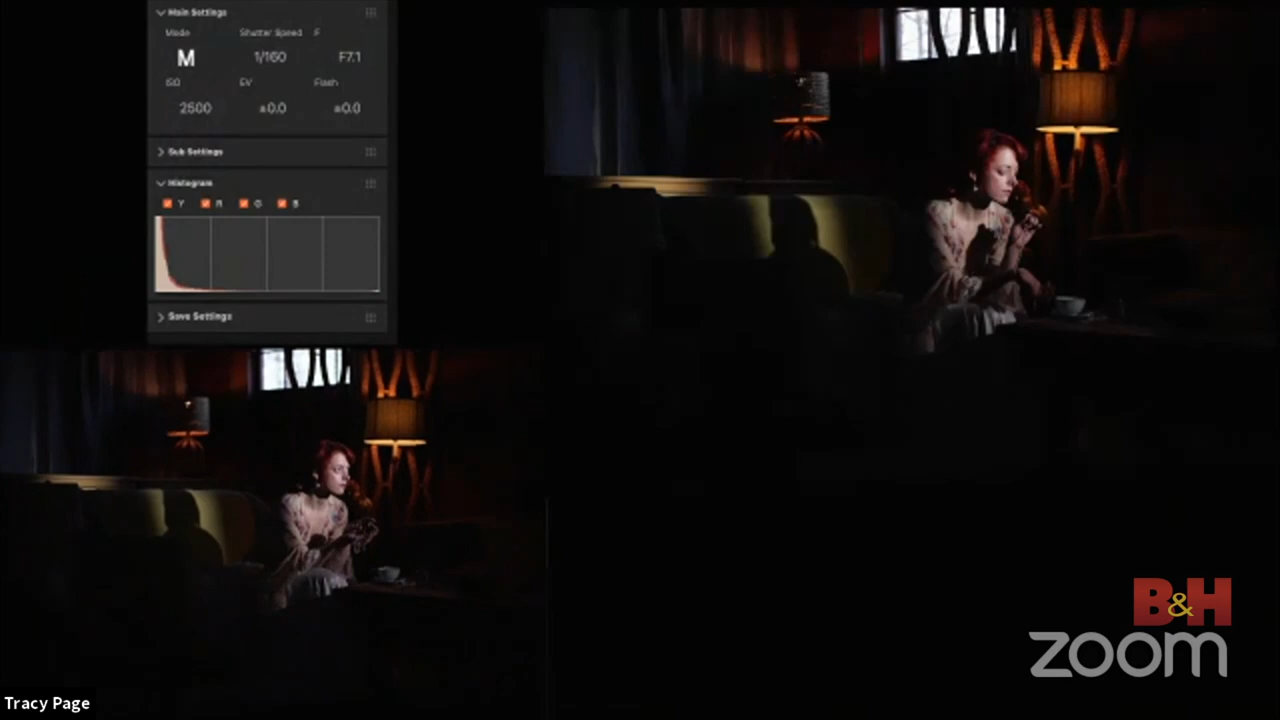 Main Settings
Mode Shutter Speed F
M 1/160 F7.1
ISO EV Flash
2500 ±0.0 ±0.0
Sub Settings
Histogram
Y R G B
Save Settings
B&H
zoom
Tracy Page